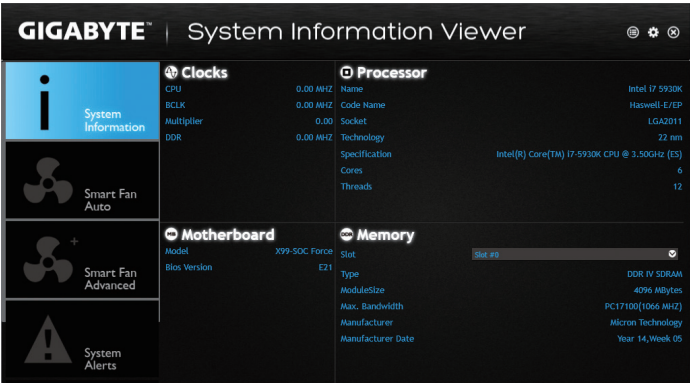 GIGABYTE™ System Information Viewer
System
Information
Smart Fan
Auto
Smart Fan
Advanced
System
Alerts
Clocks
CPU 0.00 MHZ
BCLK 0.00 MHZ
Multiplier 0.00
DDR 0.00 MHZ
Processor
Name Intel i7 5930K
Code Name Haswell-E/EP
Socket LGA2011
Technology 22 nm
Specification Intel(R) Core(TM) i7-5930K CPU @ 3.50GHz (ES)
Cores 6
Threads 12
MB Motherboard
Model X99-SOC Force
Bios Version E21
DDR Memory
Slot Slot #0
Type DDR IV SDRAM
ModuleSize 4096 MBytes
Max. Bandwidth PC17100(1066 MHZ)
Manufacturer Micron Technology
Manufacturer Date Year 14,Week 05